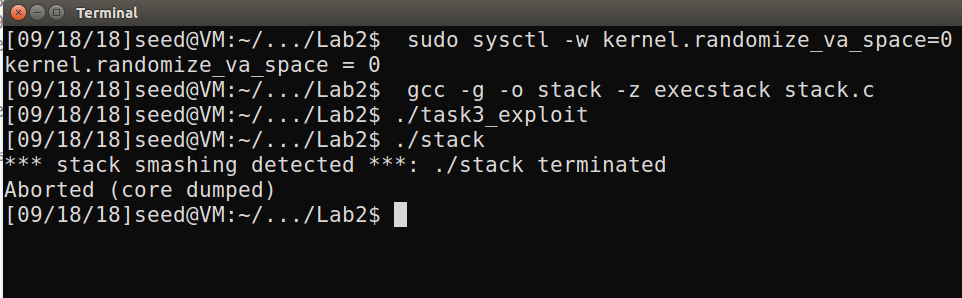 Terminal
[09/18/18]seed@VM:~/.../Lab2$  sudo sysctl -w kernel.randomize_va_space=0
kernel.randomize_va_space = 0
[09/18/18]seed@VM:~/.../Lab2$  gcc -g -o stack -z execstack stack.c
[09/18/18]seed@VM:~/.../Lab2$ ./task3_exploit
[09/18/18]seed@VM:~/.../Lab2$ ./stack
*** stack smashing detected ***: ./stack terminated
Aborted (core dumped)
[09/18/18]seed@VM:~/.../Lab2$